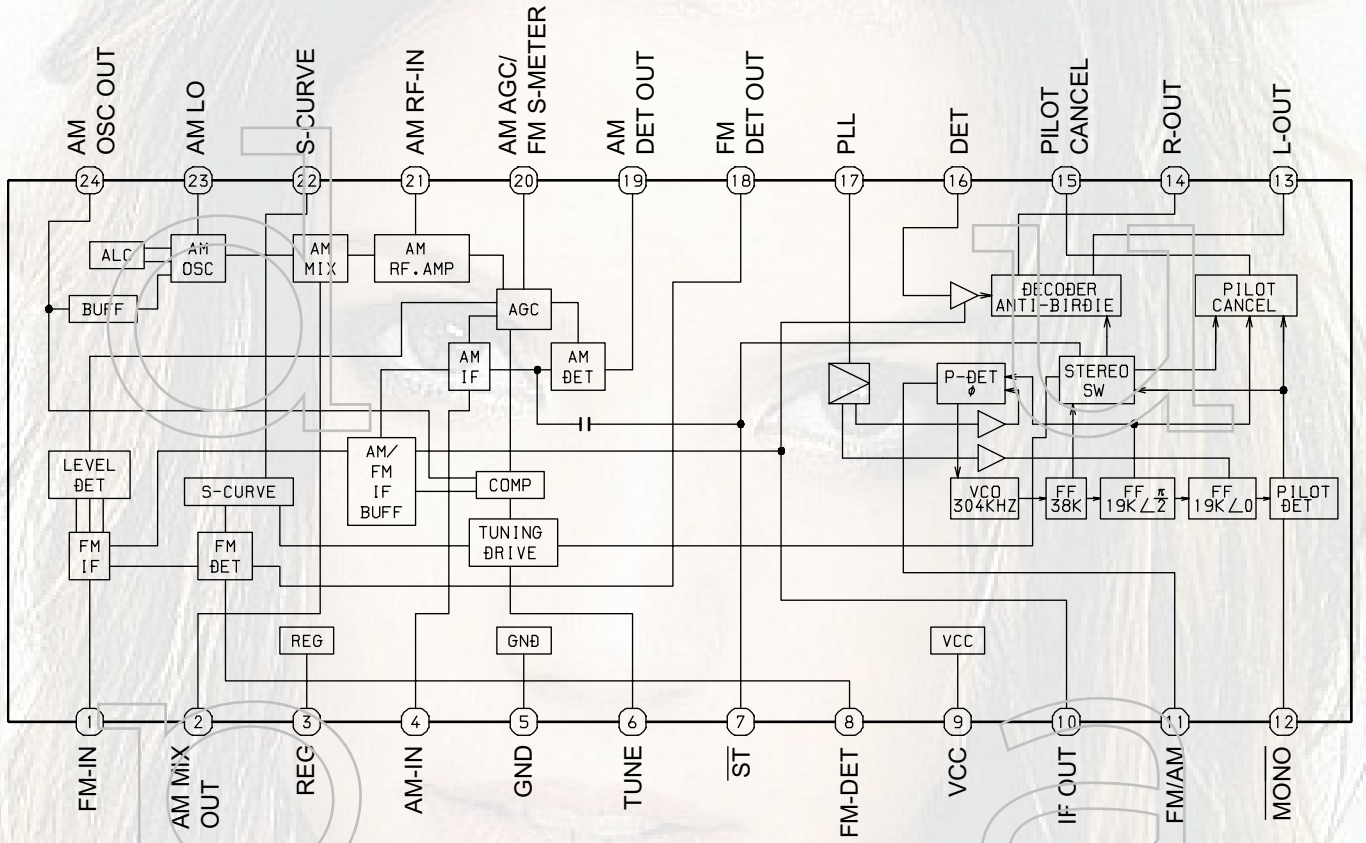 AM
OSC OUT
AM LO
S-CURVE
AM RF-IN
AM AGC/
FM S-METER
AM
DET OUT
FM
DET OUT
PLL
DET
PILOT
CANCEL
R-OUT
L-OUT
24
23
22
21
20
19
18
17
16
15
14
13
ALC
AM
OSC
AM
MIX
AM
RF.AMP
BUFF
AGC
DECODER
ANTI-BIRDIE
PILOT
CANCEL
AM
IF
AM
DET
P-DET
φ
STEREO
SW
LEVEL
DET
S-CURVE
AM/
FM
IF
BUFF
COMP
VCO
304KHZ
FF
38K
FF
19K∠π/2
FF
19K∠0
PILOT
DET
FM
IF
FM
DET
TUNING
DRIVE
REG
GND
VCC
1
2
3
4
5
6
7
8
9
10
11
12
FM-IN
AM MIX
OUT
REG
AM-IN
GND
TUNE
ST
FM-DET
VCC
IF OUT
FM/AM
MONO